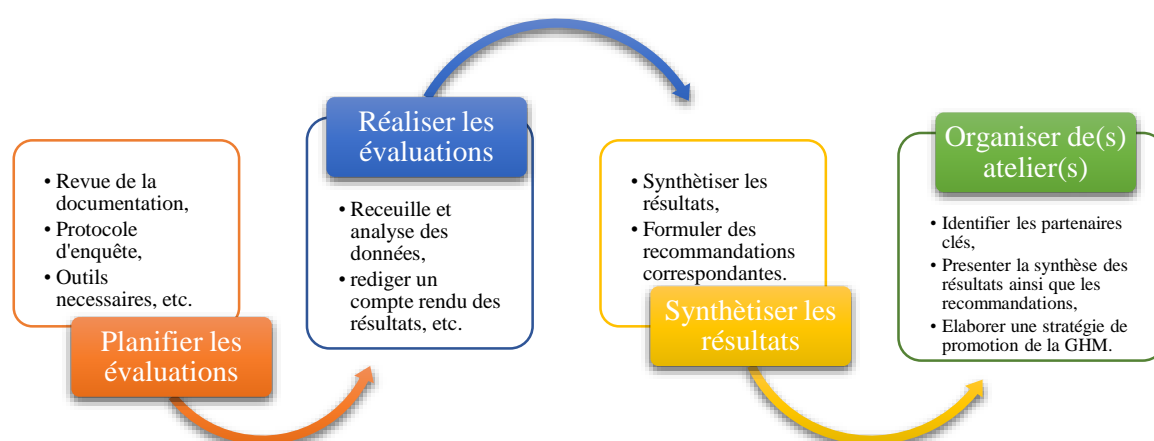 • Revue de la
documentation,
• Protocole
d'enquête,
• Outils
necessaires, etc.
Planifier les
évaluations
Réaliser les
évaluations
• Receuille et
analyse des
données,
• rediger un
compte rendu des
résultats, etc.
• Synthètiser les
résultats,
• Formuler des
recommandations
correspondantes.
Synthètiser les
résultats
Organiser de(s)
atelier(s)
• Identifier les partenaires
clés,
• Presenter la synthèse des
résultats ainsi que les
recommandations,
• Elaborer une stratégie de
promotion de la GHM.